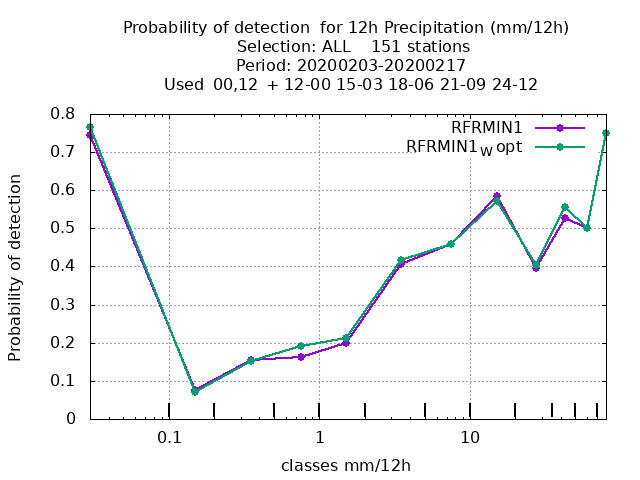 Probability of detection  for 12h Precipitation (mm/12h)
Selection: ALL    151 stations
Period: 20200203-20200217
Used  00,12  + 12-00 15-03 18-06 21-09 24-12
RFRMIN1
RFRMIN1W opt
0.8
0.7
0.6
0.5
0.4
0.3
0.2
0.1
0
Probability of detection
0.1 1 10
classes mm/12h